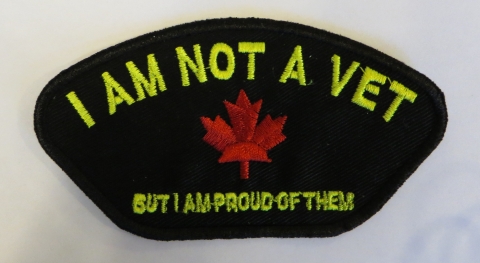 I AM NOT A VET
BUT I AM PROUD OF THEM